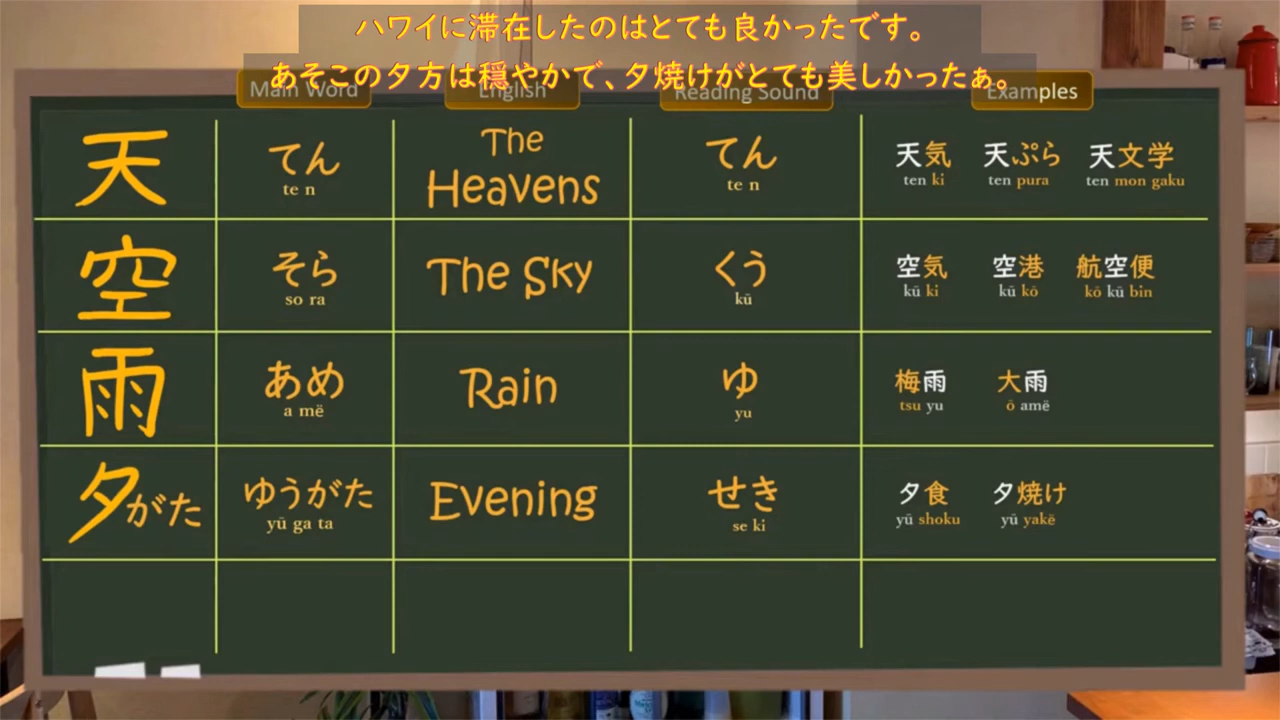 ハワイに滞在したのはとても良かったです。
あそこの夕方は穏やかで、夕焼けがとても美しかったぁ。
Main Word English Reading Sound Examples
天 てん The Heavens てん 天気 天ぷら 天文学
te n te n ten ki ten pura ten mon gaku
空 そら The Sky くう 空気 空港 航空便
so ra kū kū ki kū kō kō kū bin
雨 あめ Rain ゆ 梅雨 大雨
a më yu tsu yu ō amë
夕がた ゆうがた Evening せき 夕食 夕焼け
yū ga ta se ki yū shoku yū yakë